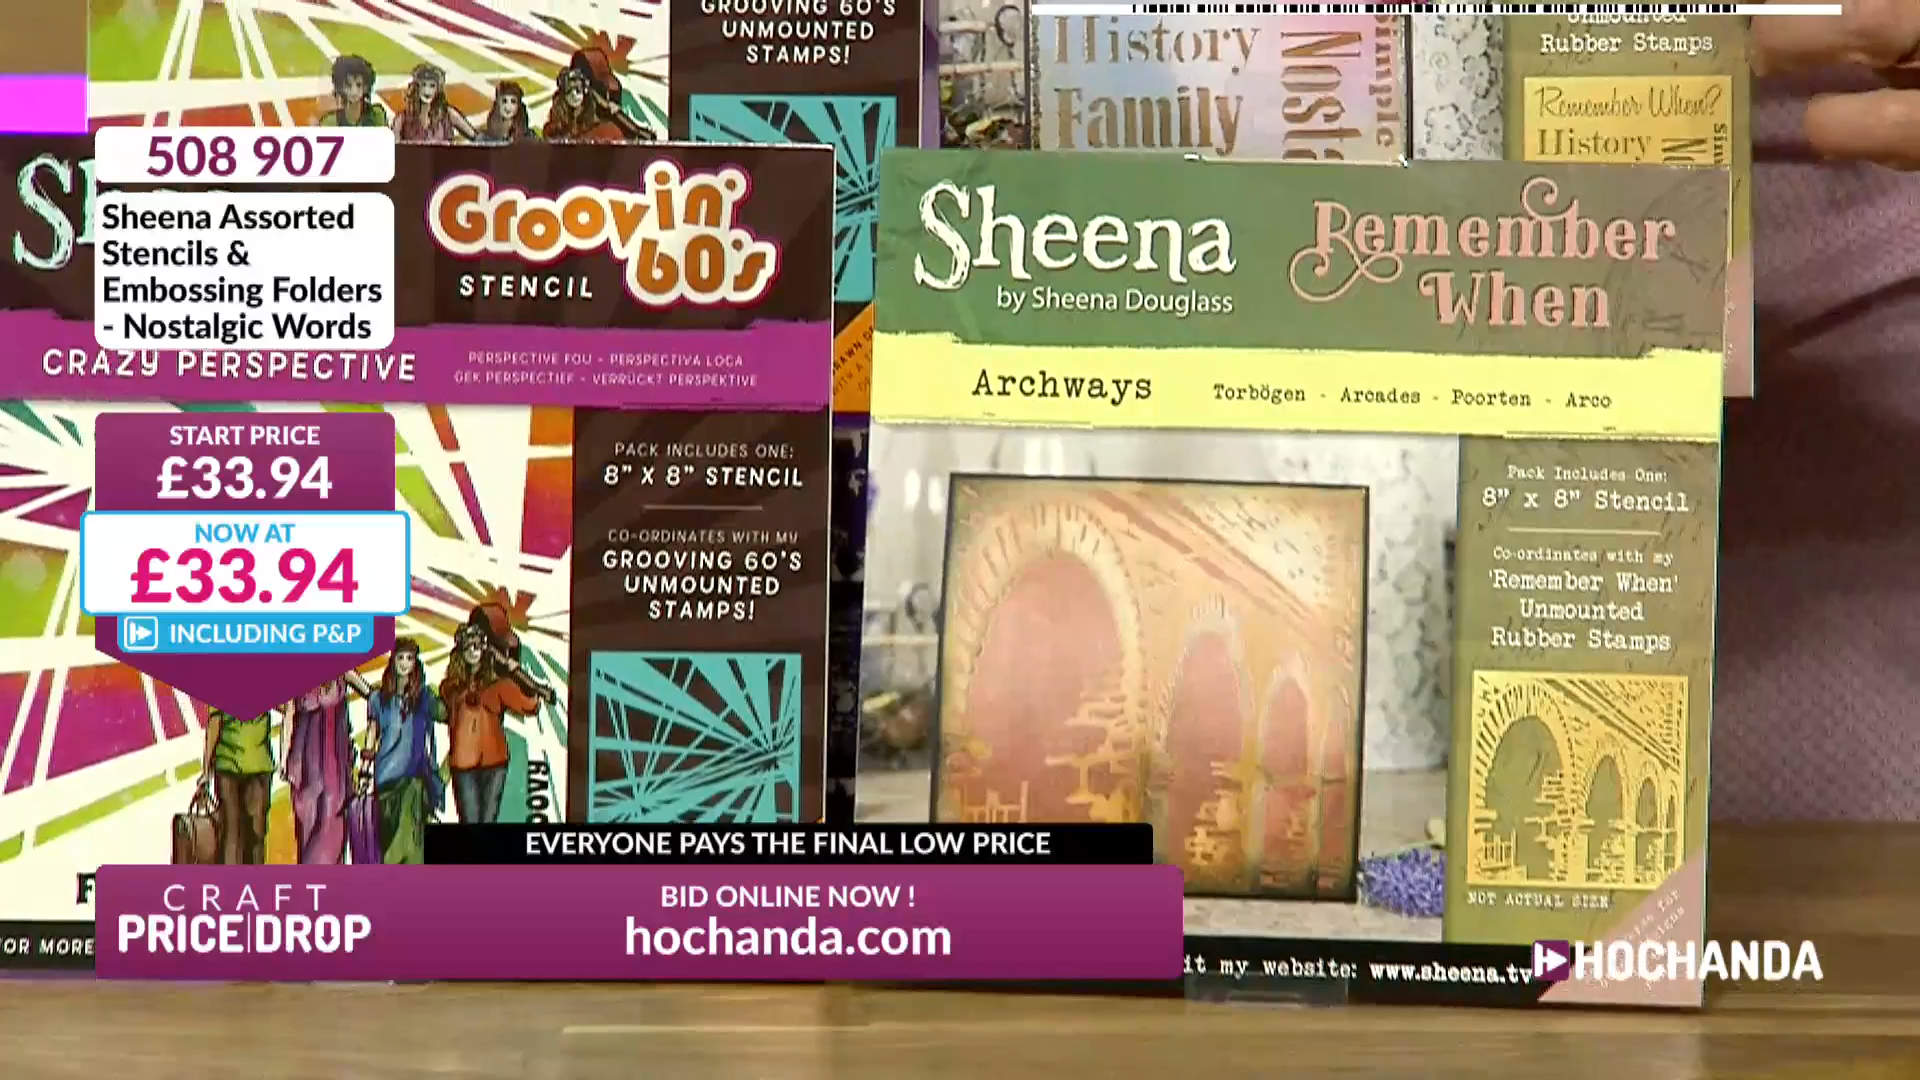 GROOVING 60'S
UNMOUNTED
STAMPS!
History
Family
Simple
Unmounted
Rubber Stamps
Remember When?
History
508 907
Sheena Assorted
Stencils &
Embossing Folders
- Nostalgic Words
Groovin'
60's
STENCIL
CRAZY PERSPECTIVE
PERSPECTIVE FOU - PERSPECTIVA LOCA
GEK PERSPECTIEF - VERRÜCKT PERSPEKTIVE
START PRICE
£33.94
NOW AT
£33.94
INCLUDING P&P
PACK INCLUDES ONE:
8" X 8" STENCIL
CO-ORDINATES WITH MY
GROOVING 60'S
UNMOUNTED
STAMPS!
Sheena
by Sheena Douglass
Remember
When
Archways
Torbögen - Arcades - Poorten - Arco
Pack Includes One:
8" x 8" Stencil
Co-ordinates with my
'Remember When'
Unmounted
Rubber Stamps
NOT ACTUAL SIZE
EVERYONE PAYS THE FINAL LOW PRICE
CRAFT
PRICE DROP
BID ONLINE NOW !
hochanda.com
OR MORE
it my website: www.sheena.tv
HOCHANDA